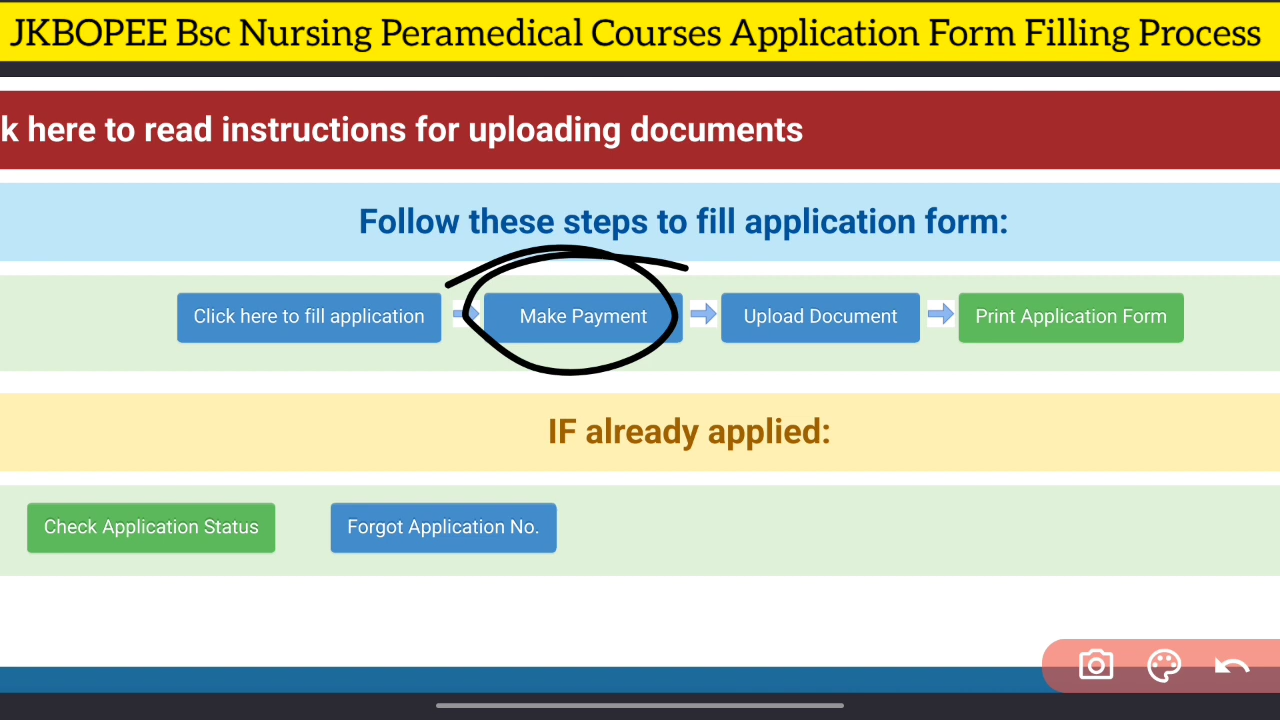 JKBOPEE Bsc Nursing Peramedical Courses Application Form Filling Process
k here to read instructions for uploading documents
Follow these steps to fill application form:
Click here to fill application Make Payment Upload Document Print Application Form
IF already applied:
Check Application Status Forgot Application No.